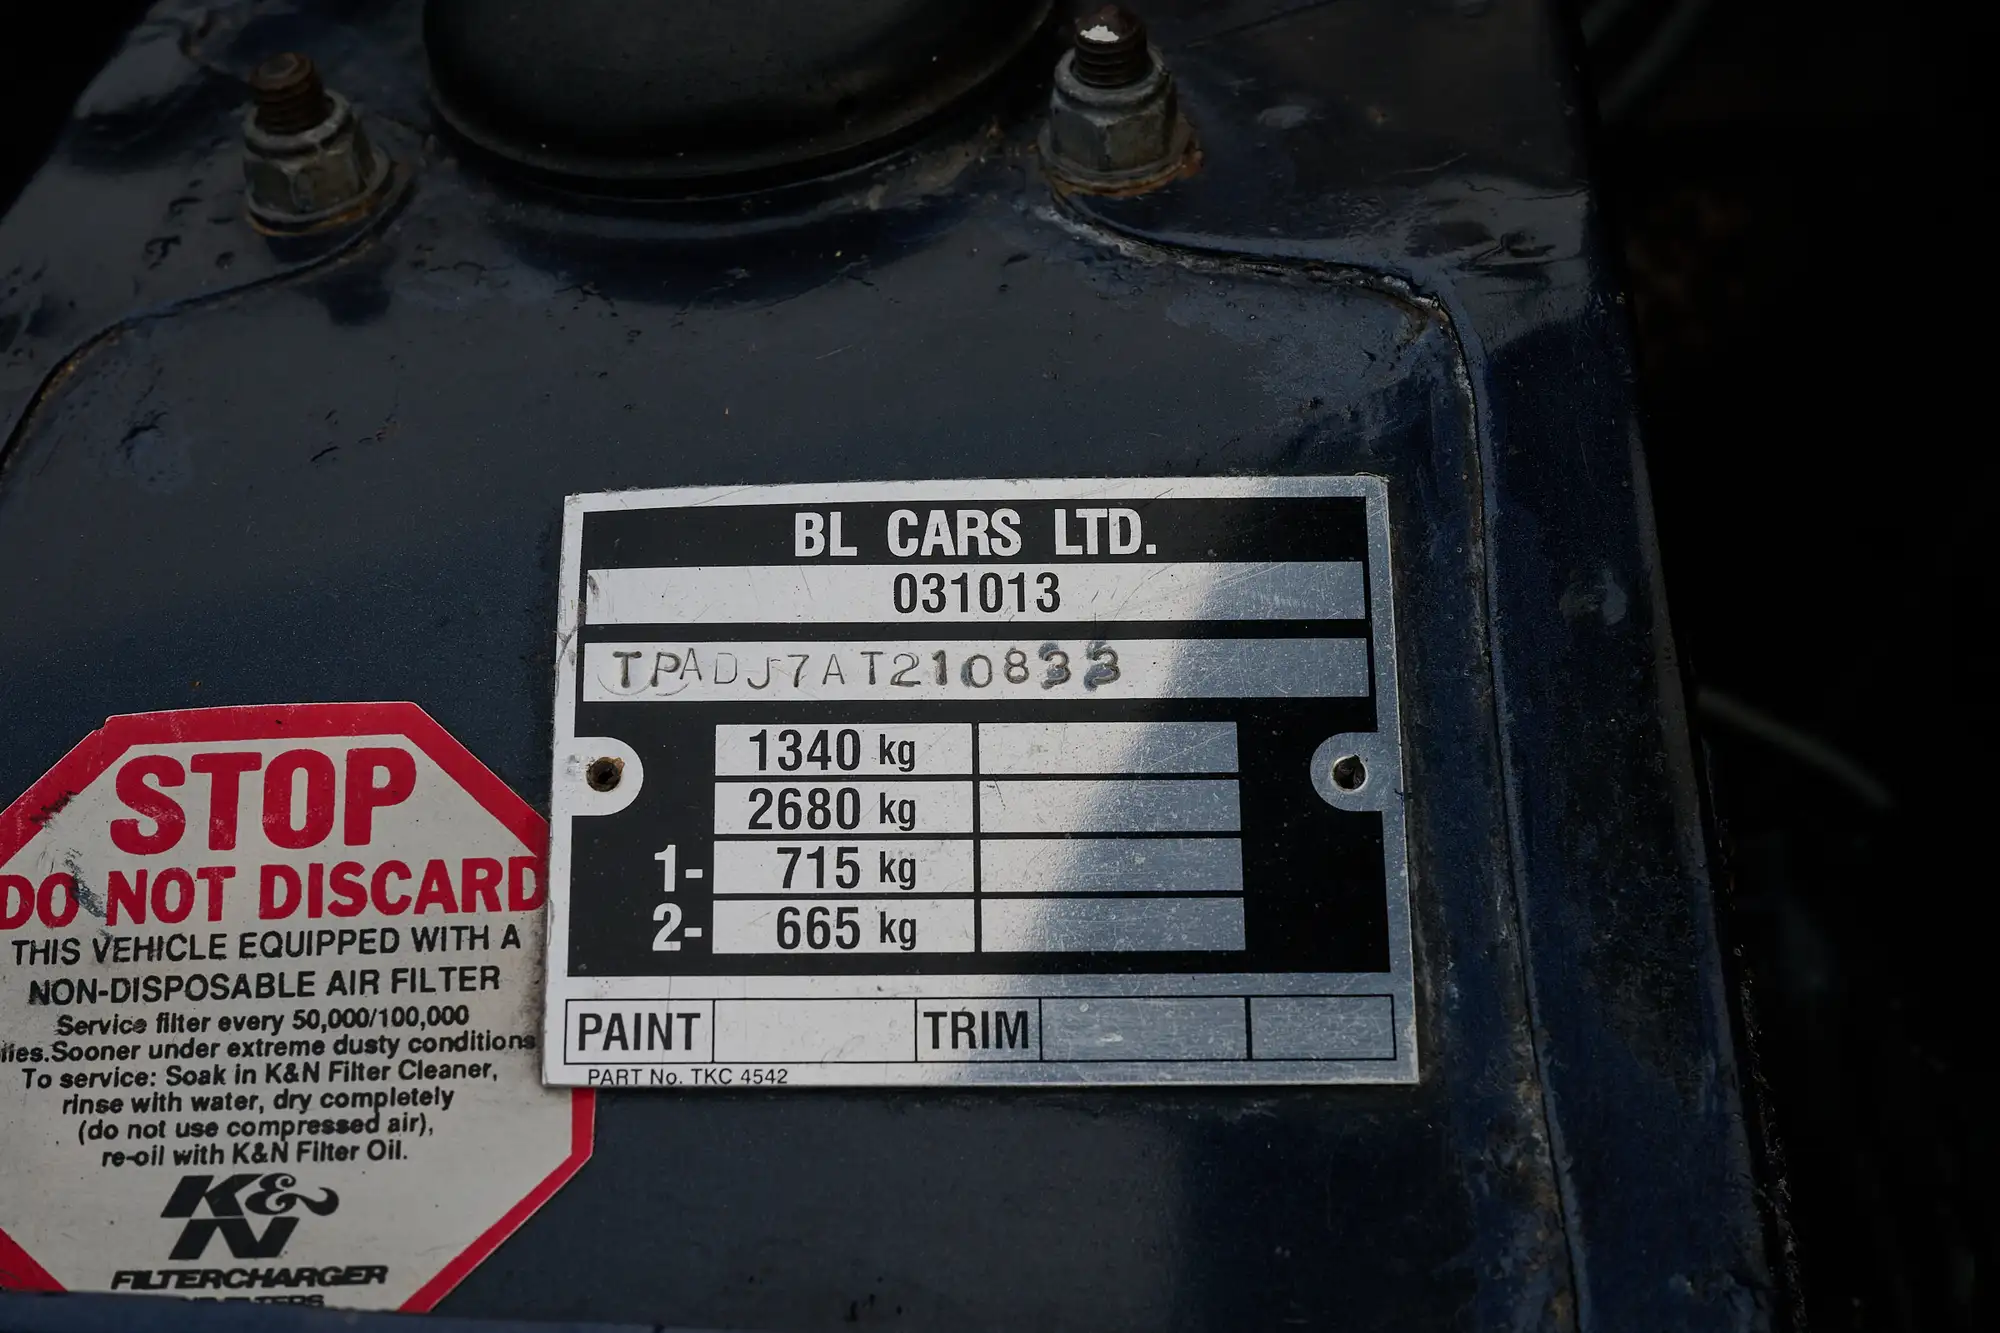 BL CARS LTD.
031013
TPADJ7AT210833
1340 kg
2680 kg
1- 715 kg
2- 665 kg
PAINT TRIM
PART No. TKC 4542
STOP
DO NOT DISCARD
THIS VEHICLE EQUIPPED WITH A
NON-DISPOSABLE AIR FILTER
Service filter every 50,000/100,000
Sooner under extreme dusty conditions
To service: Soak in K&N Filter Cleaner,
rinse with water, dry completely
(do not use compressed air),
re-oil with K&N Filter Oil.
K&N
FILTERCHARGER